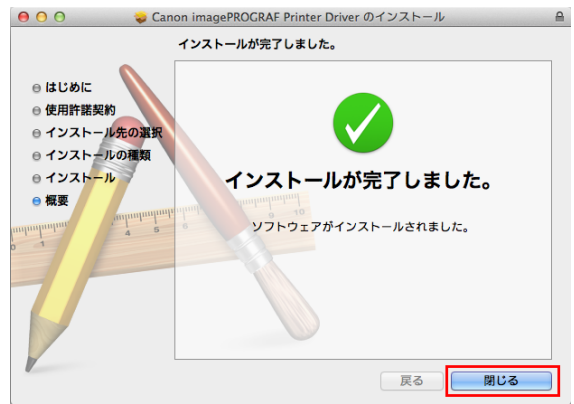 Canon imagePROGRAF Printer Driver のインストール
インストールが完了しました。
はじめに
使用許諾契約
インストール先の選択
インストールの種類
インストール
概要
インストールが完了しました。
ソフトウェアがインストールされました。
戻る
閉じる